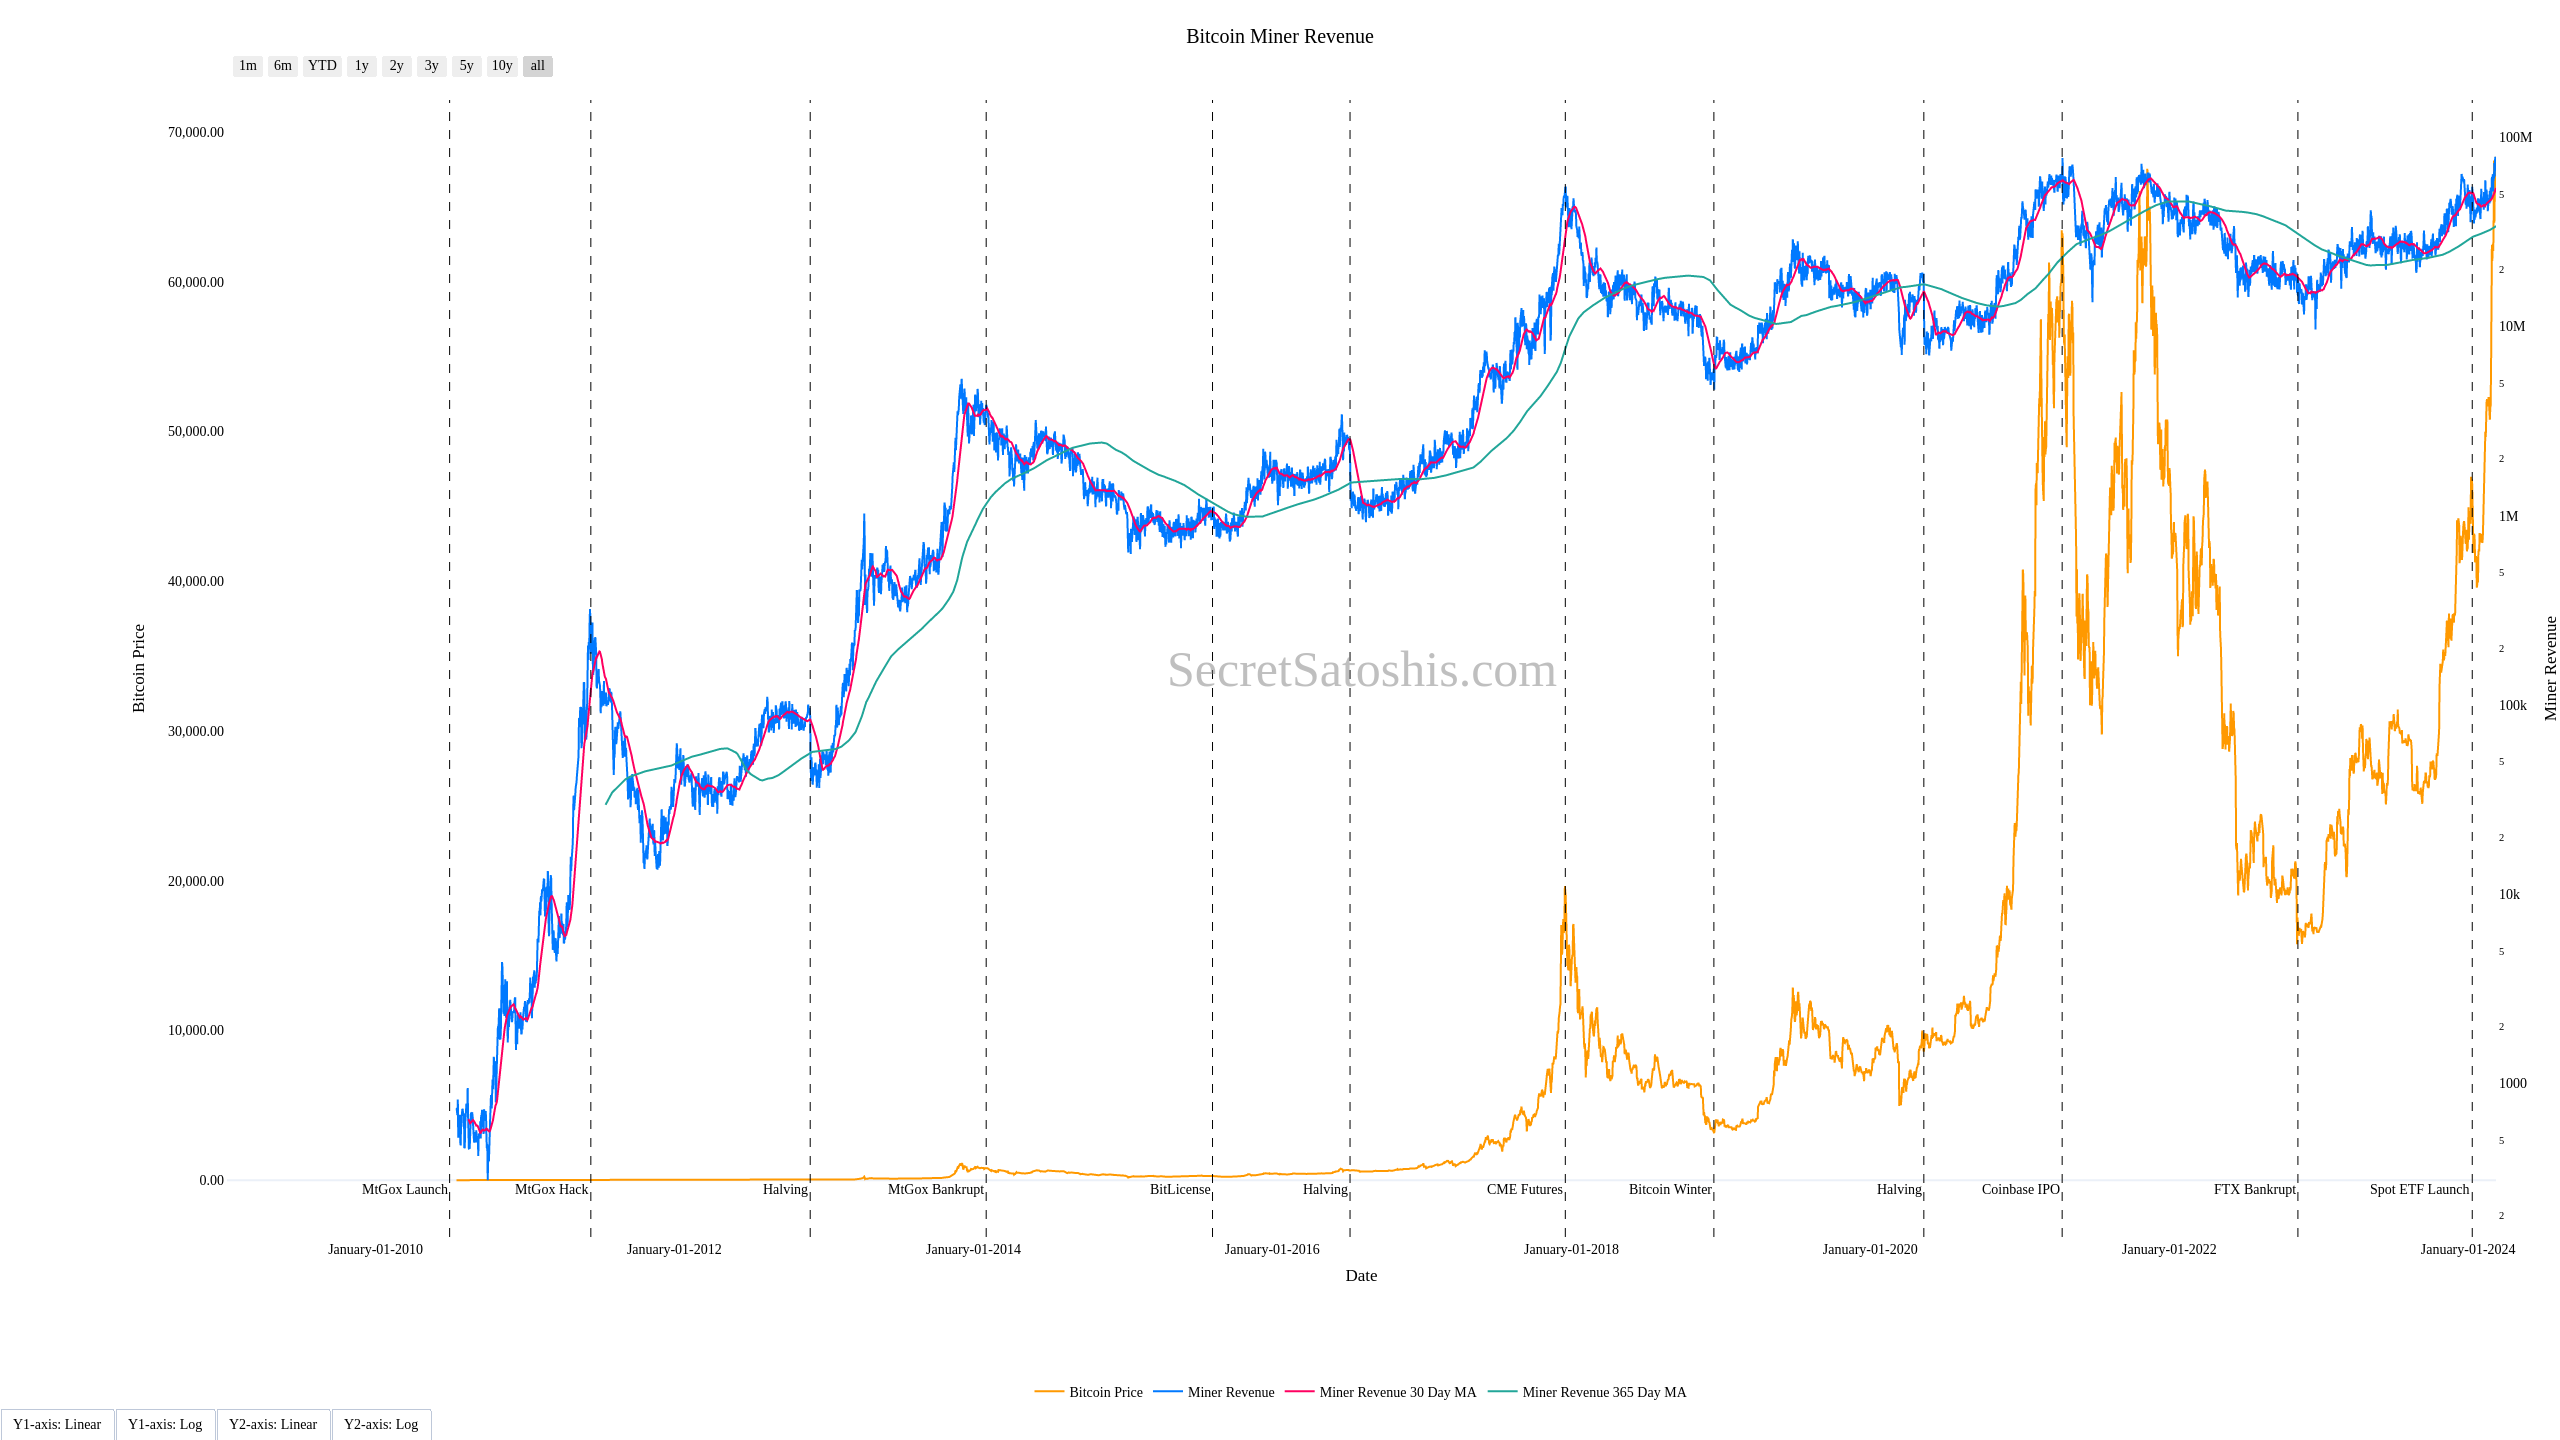 Bitcoin Miner Revenue
1m 6m YTD 1y 2y 3y 5y 10y all
70,000.00
60,000.00
50,000.00
40,000.00
30,000.00
20,000.00
10,000.00
0.00
Bitcoin Price
100M
5
2
10M
5
2
1M
5
2
100k
5
2
10k
5
2
1000
5
2
Miner Revenue
SecretSatoshis.com
MtGox Launch MtGox Hack Halving MtGox Bankrupt BitLicense Halving CME Futures Bitcoin Winter Halving Coinbase IPO FTX Bankrupt Spot ETF Launch
January-01-2010 January-01-2012 January-01-2014 January-01-2016 January-01-2018 January-01-2020 January-01-2022 January-01-2024
Date
Bitcoin Price Miner Revenue Miner Revenue 30 Day MA Miner Revenue 365 Day MA
Y1-axis: Linear Y1-axis: Log Y2-axis: Linear Y2-axis: Log